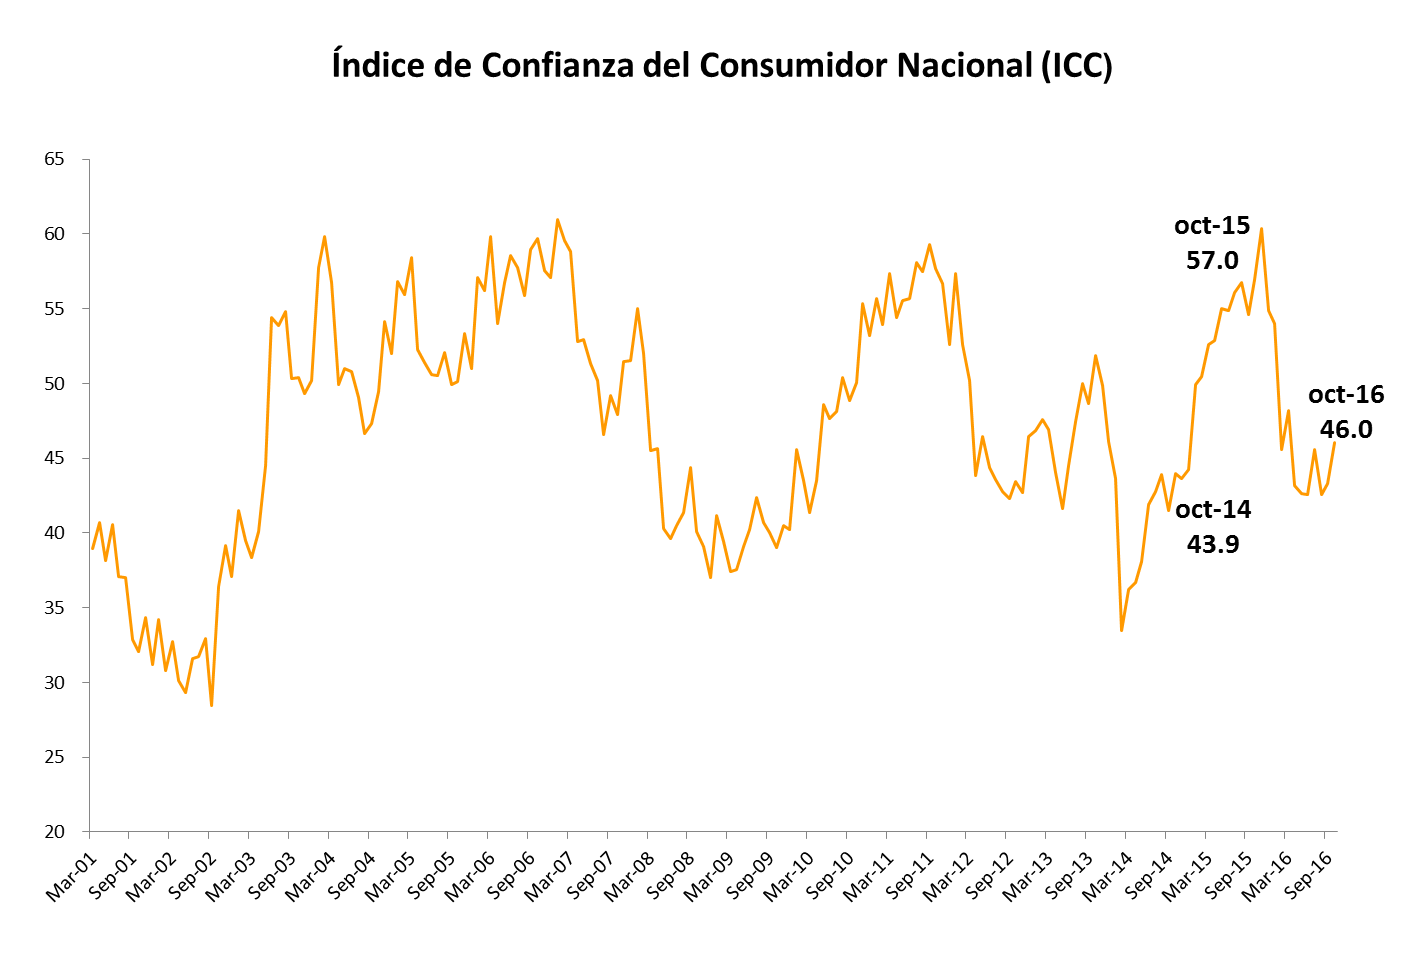 Índice de Confianza del Consumidor Nacional (ICC)
65
60
55
50
45
40
35
30
25
20
oct-15
57.0
oct-16
46.0
oct-14
43.9
Mar-01
Sep-01
Mar-02
Sep-02
Mar-03
Sep-03
Mar-04
Sep-04
Mar-05
Sep-05
Mar-06
Sep-06
Mar-07
Sep-07
Mar-08
Sep-08
Mar-09
Sep-09
Mar-10
Sep-10
Mar-11
Sep-11
Mar-12
Sep-12
Mar-13
Sep-13
Mar-14
Sep-14
Mar-15
Sep-15
Mar-16
Sep-16